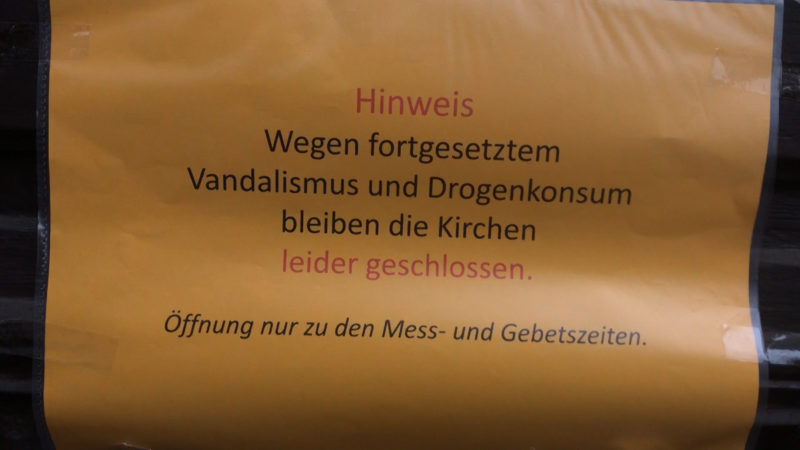 Hinweis
Wegen fortgesetztem
Vandalismus und Drogenkonsum
bleiben die Kirchen
leider geschlossen.
Öffnung nur zu den Mess- und Gebetszeiten.